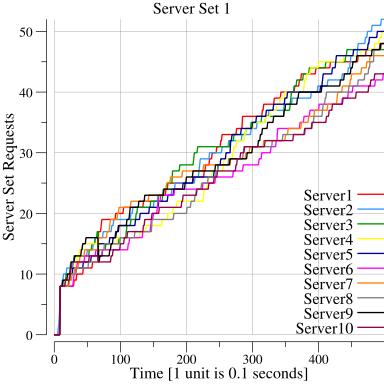 Server Set 1
50
40
30
20
10
0
Server Set Requests
Server1
Server2
Server3
Server4
Server5
Server6
Server7
Server8
Server9
Server10
0 100 200 300 400
Time [1 unit is 0.1 seconds]